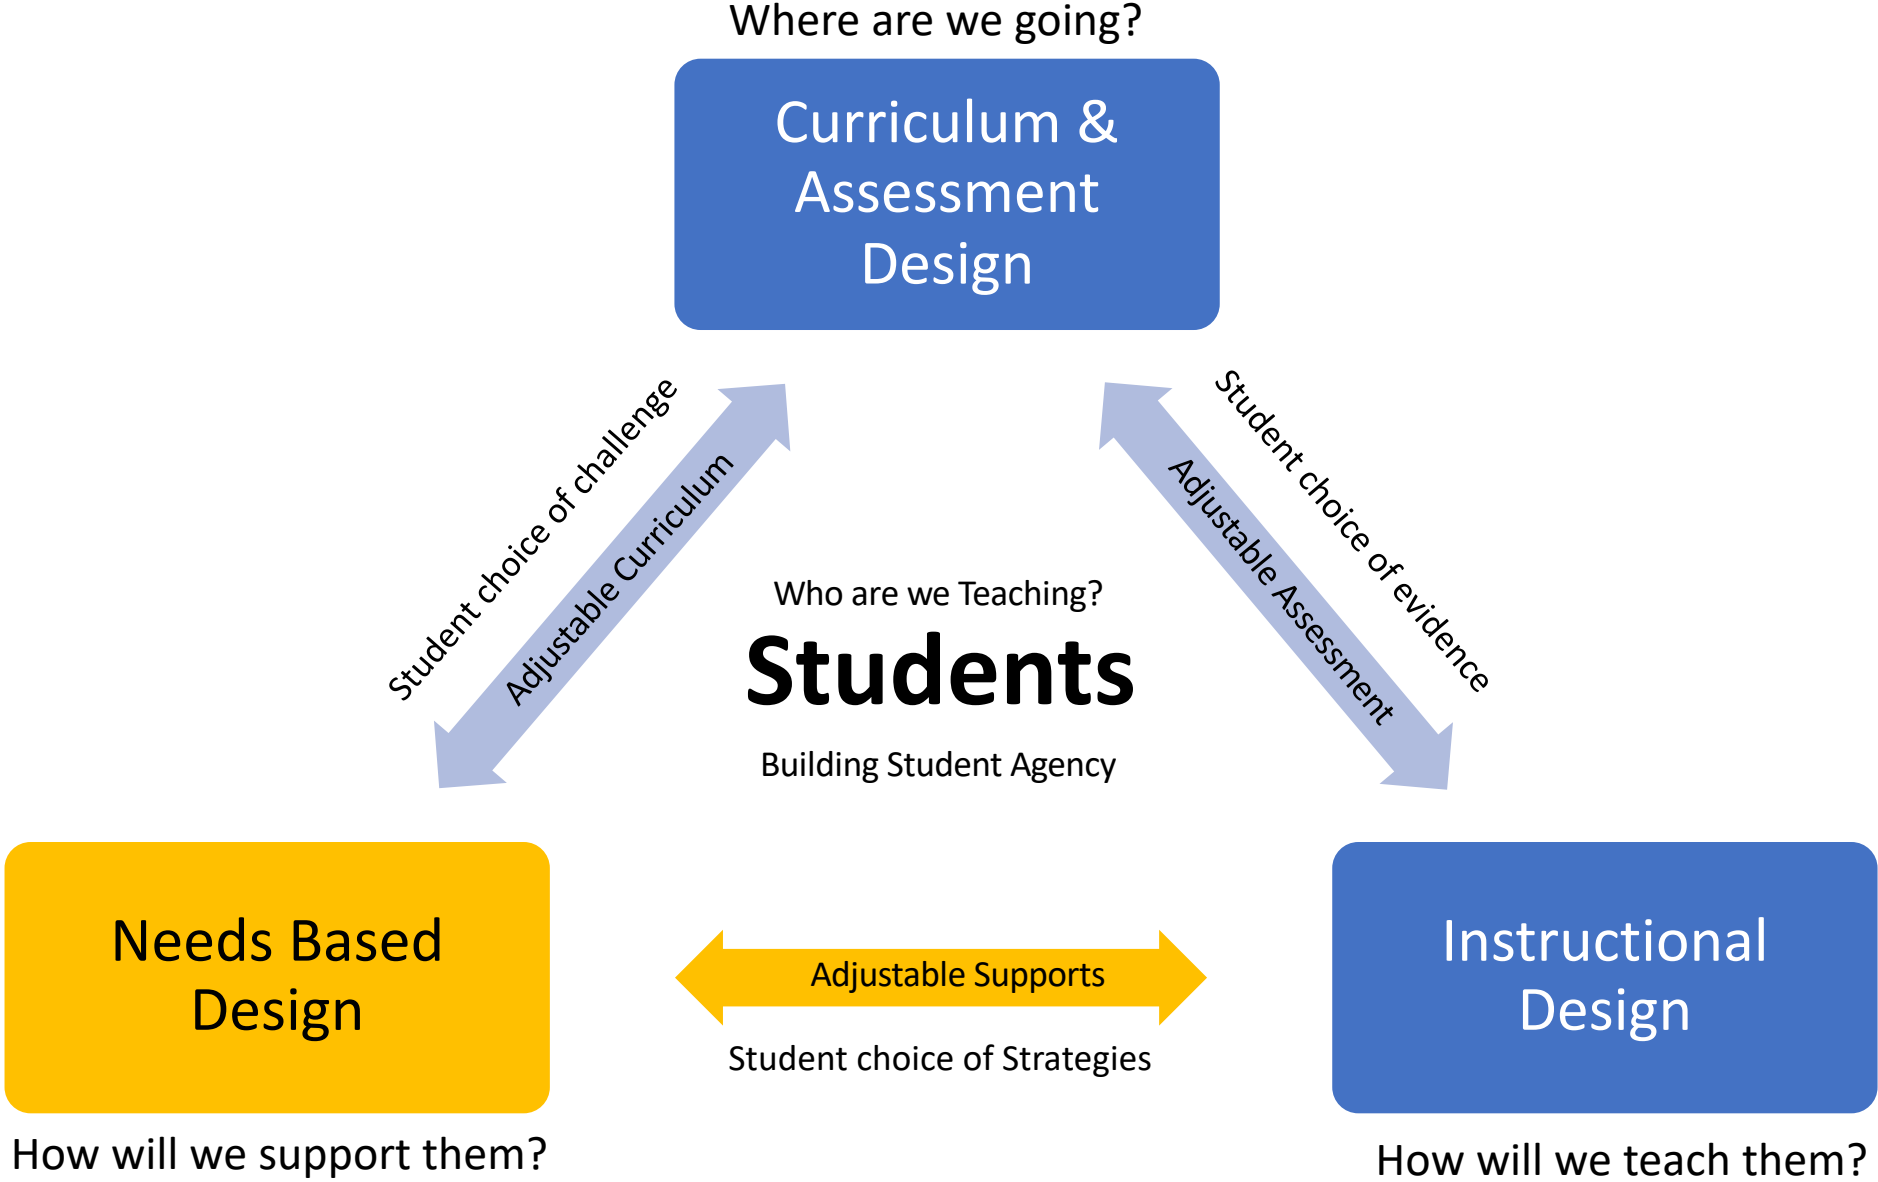 Where are we going?
Curriculum &
Assessment
Design
Student choice of challenge
Adjustable Curriculum
Student choice of evidence
Adjustable Assessment
Who are we Teaching?
Students
Building Student Agency
Needs Based
Design
Adjustable Supports
Student choice of Strategies
Instructional
Design
How will we support them?
How will we teach them?